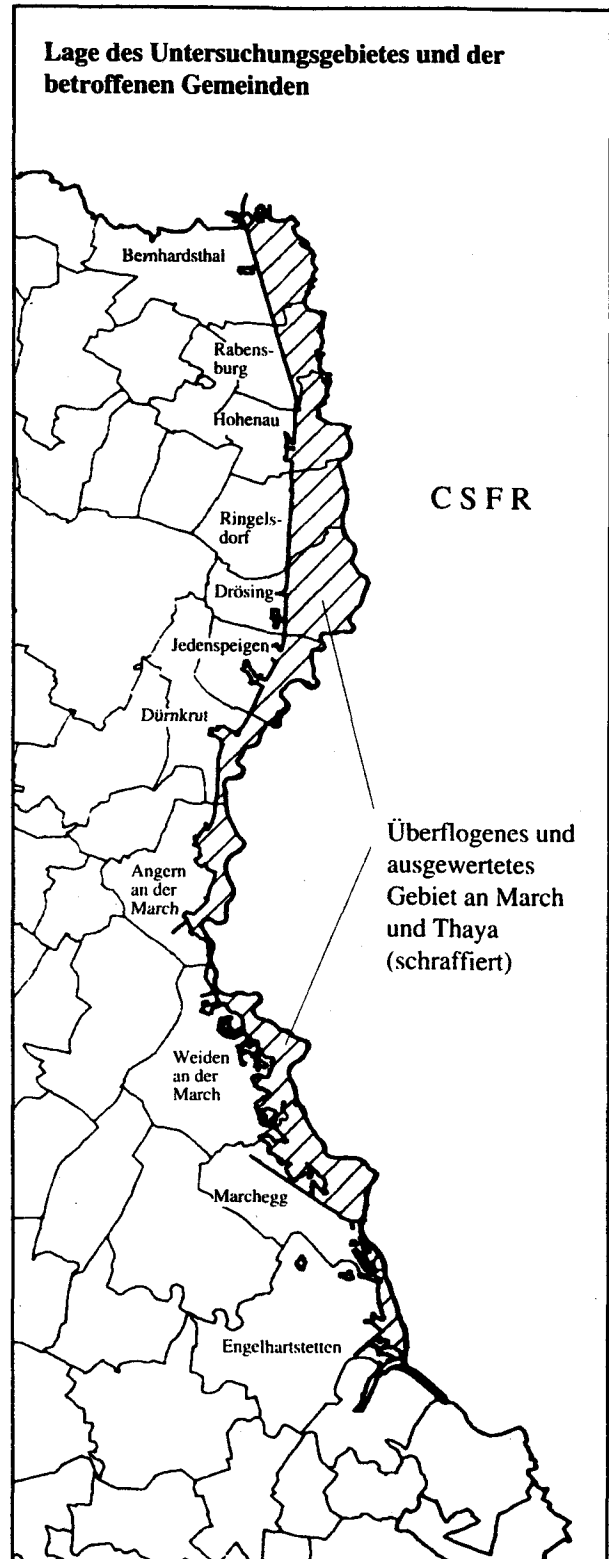 Lage des Untersuchungsgebietes und der
betroffenen Gemeinden
Bernhardsthal
Rabens-
burg
Hohenau
CSFR
Ringels-
dorf
Drösing
Jedenspeigen
Dürnkrut
Überflogenes und
ausgewertetes
Gebiet an March
und Thaya
(schraffiert)
Angern
an der
March
Weiden
an der
March
Marchegg
Engelhartstetten